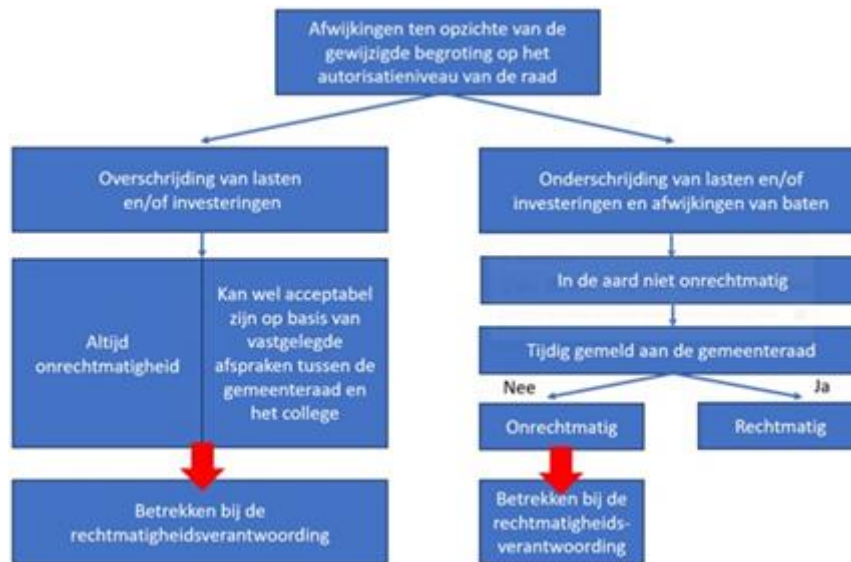 Afwijkingen ten opzichte van de
gewijzigde begroting op het
autorisatieniveau van de raad
Overschrijding van lasten
en/of investeringen
Onderschrijding van lasten en/of
investeringen en afwijkingen van baten
Altijd
onrechtmatigheid
Kan wel acceptabel
zijn op basis van
vastgelegde
afspraken tussen de
gemeenteraad en
het college
In de aard niet onrechtmatig
Tijdig gemeld aan de gemeenteraad
Nee
Ja
Onrechtmatig
Rechtmatig
Betrekken bij de
rechtmatigheidsverantwoording
Betrekken bij de
rechtmatigheids-
verantwoording